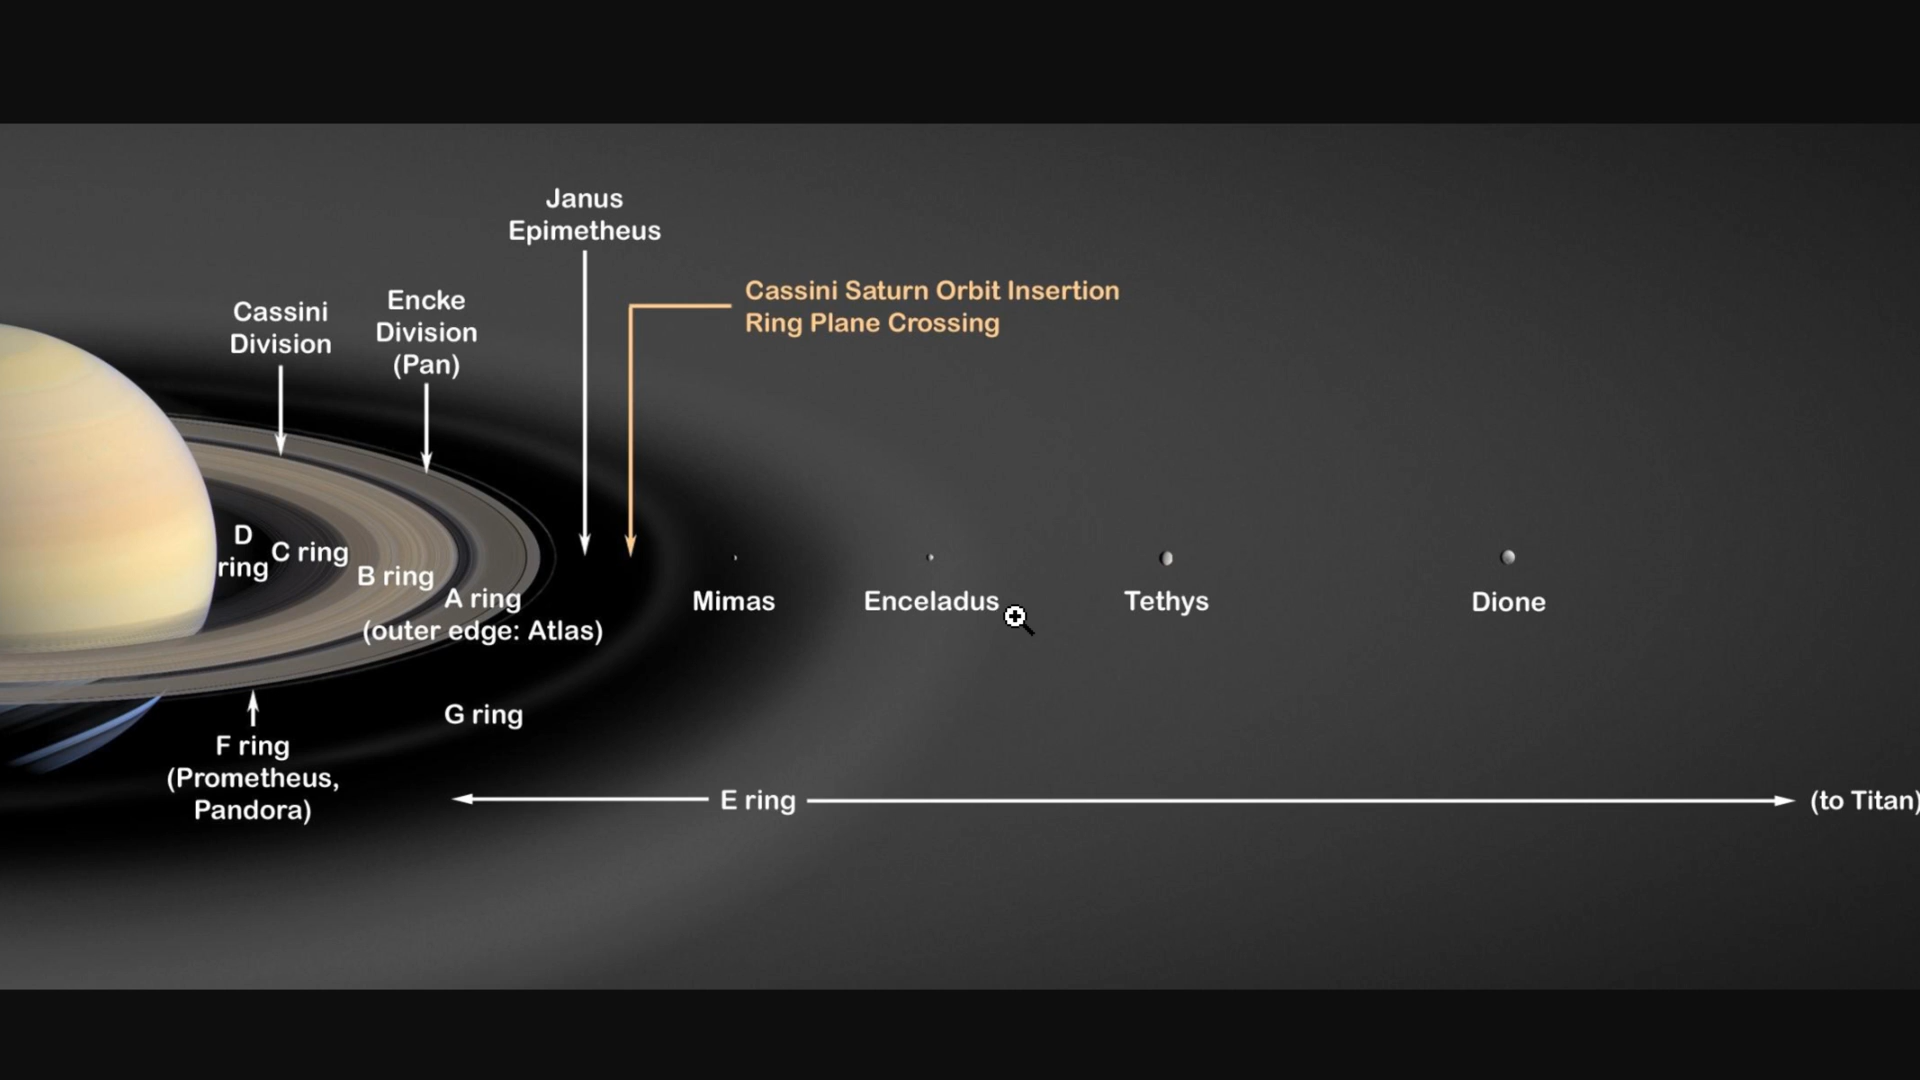 Janus
Epimetheus
Cassini Saturn Orbit Insertion
Ring Plane Crossing
Cassini
Division
Encke
Division
(Pan)
D
ring
C ring
B ring
A ring
(outer edge: Atlas)
Mimas
Enceladus
Tethys
Dione
G ring
F ring
(Prometheus,
Pandora)
E ring
(to Titan)